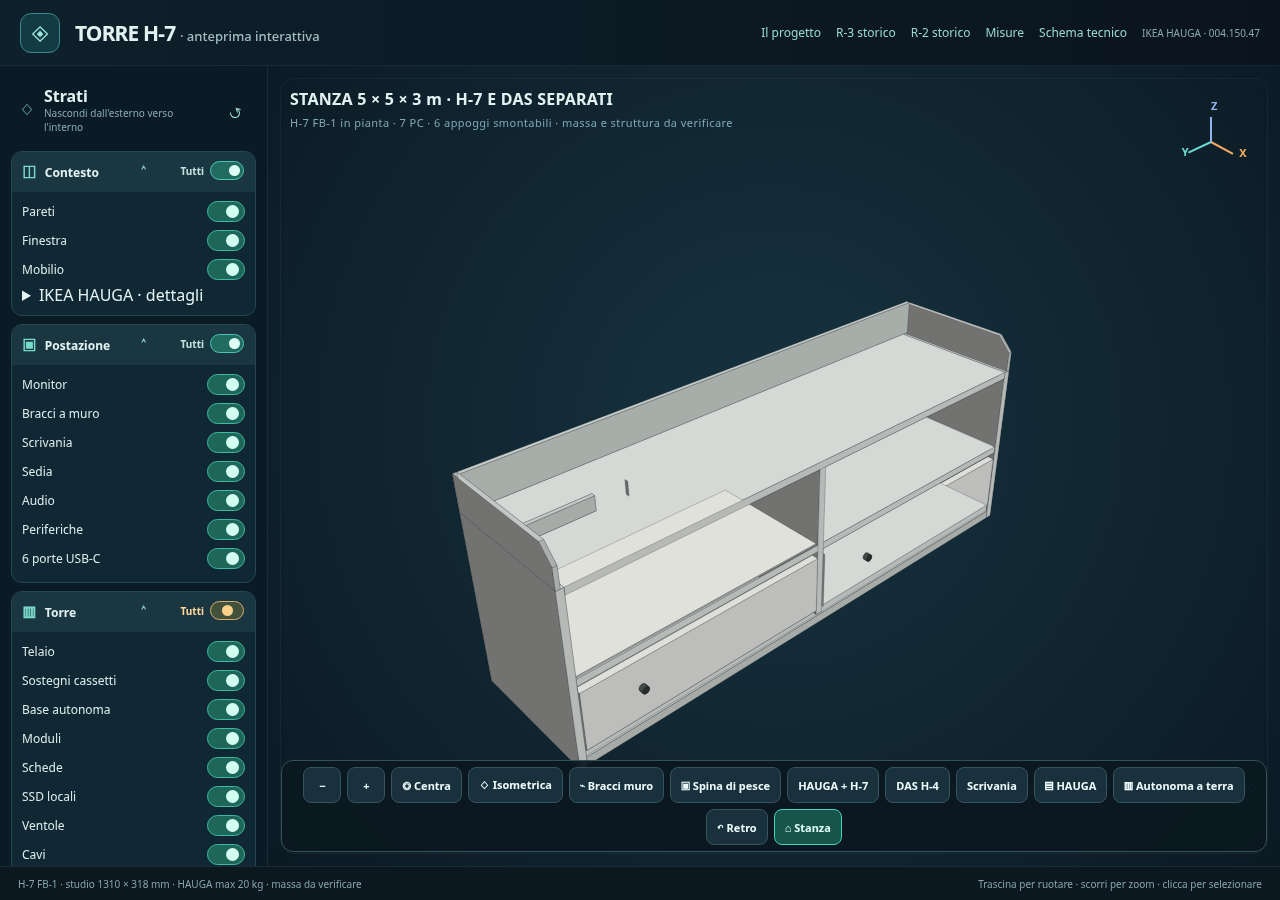 TORRE H-7 · anteprima interattiva
Il progetto R-3 storico R-2 storico Misure Schema tecnico IKEA HAUGA · 004.150.47
Strati
Nascondi dall'esterno verso
l'interno
Contesto Tutti
Pareti
Finestra
Mobilio
IKEA HAUGA · dettagli
Postazione Tutti
Monitor
Bracci a muro
Scrivania
Sedia
Audio
Periferiche
6 porte USB-C
Torre Tutti
Telaio
Sostegni cassetti
Base autonoma
Moduli
Schede
SSD locali
Ventole
Cavi
STANZA 5 × 5 × 3 m · H-7 E DAS SEPARATI
H-7 FB-1 in pianta · 7 PC · 6 appoggi smontabili · massa e struttura da verificare
Z
Y
X
− + Centra Isometrica Bracci muro Spina di pesce HAUGA + H-7 DAS H-4 Scrivania HAUGA Autonoma a terra
Retro Stanza
H-7 FB-1 · studio 1310 × 318 mm · HAUGA max 20 kg · massa da verificare
Trascina per ruotare · scorri per zoom · clicca per selezionare